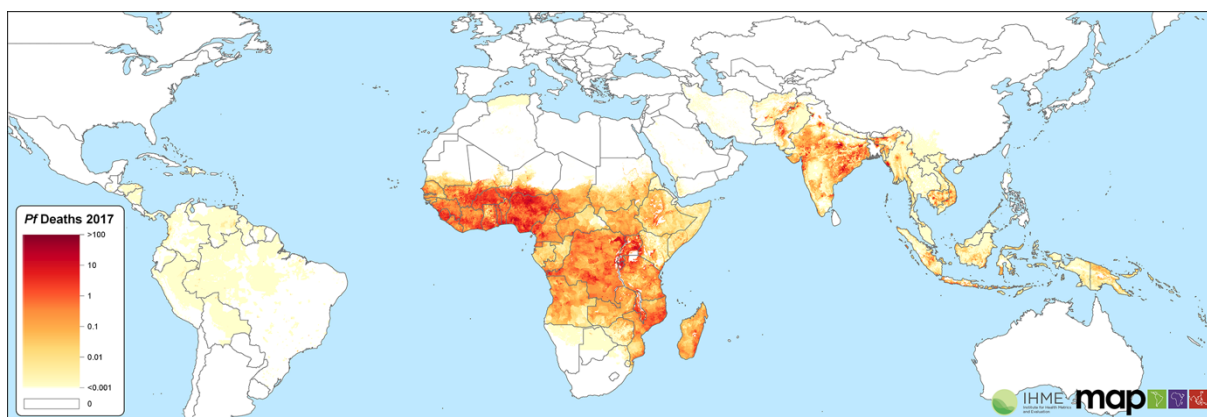 Pf Deaths 2017
>100
10
1
0.1
0.01
<0.001
0
IHME
Institute for Health Metrics
and Evaluation
map